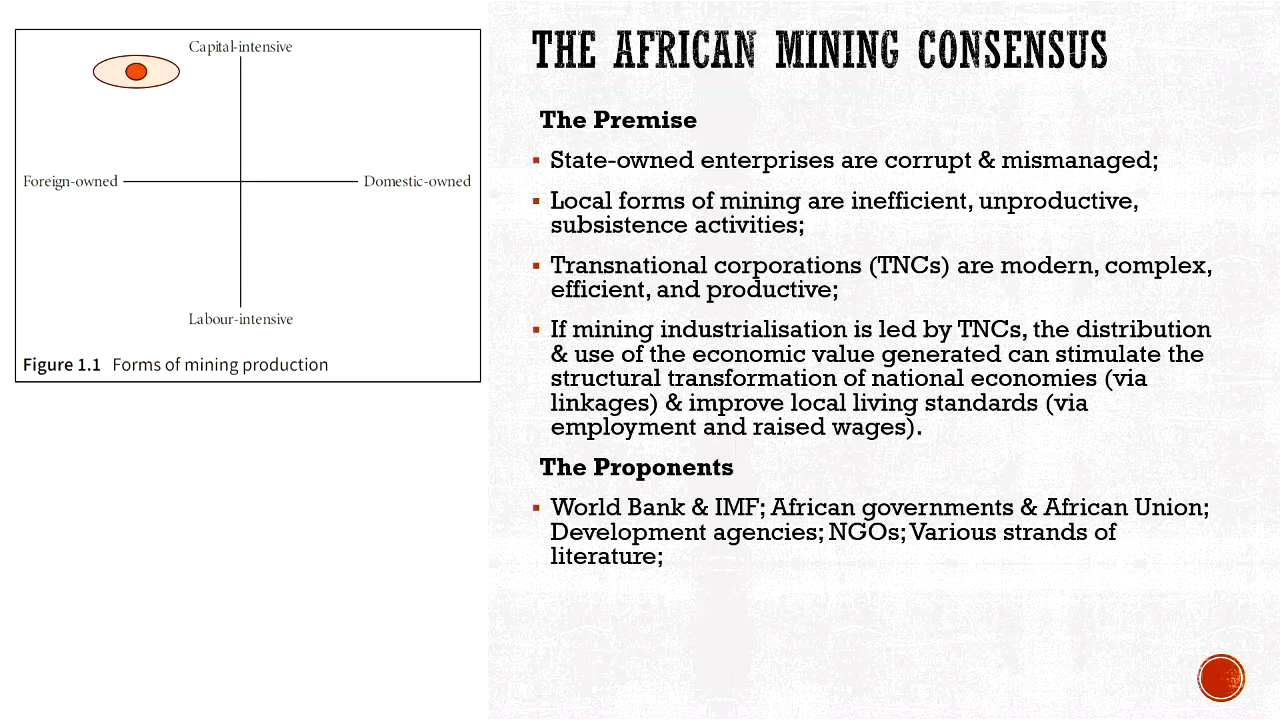 Capital-intensive
Foreign-owned
Domestic-owned
Labour-intensive
Figure 1.1 Forms of mining production
THE AFRICAN MINING CONSENSUS
The Premise
▪ State-owned enterprises are corrupt & mismanaged;
▪ Local forms of mining are inefficient, unproductive,
subsistence activities;
▪ Transnational corporations (TNCs) are modern, complex,
efficient, and productive;
▪ If mining industrialisation is led by TNCs, the distribution
& use of the economic value generated can stimulate the
structural transformation of national economies (via
linkages) & improve local living standards (via
employment and raised wages).
The Proponents
▪ World Bank & IMF; African governments & African Union;
Development agencies; NGOs; Various strands of
literature;